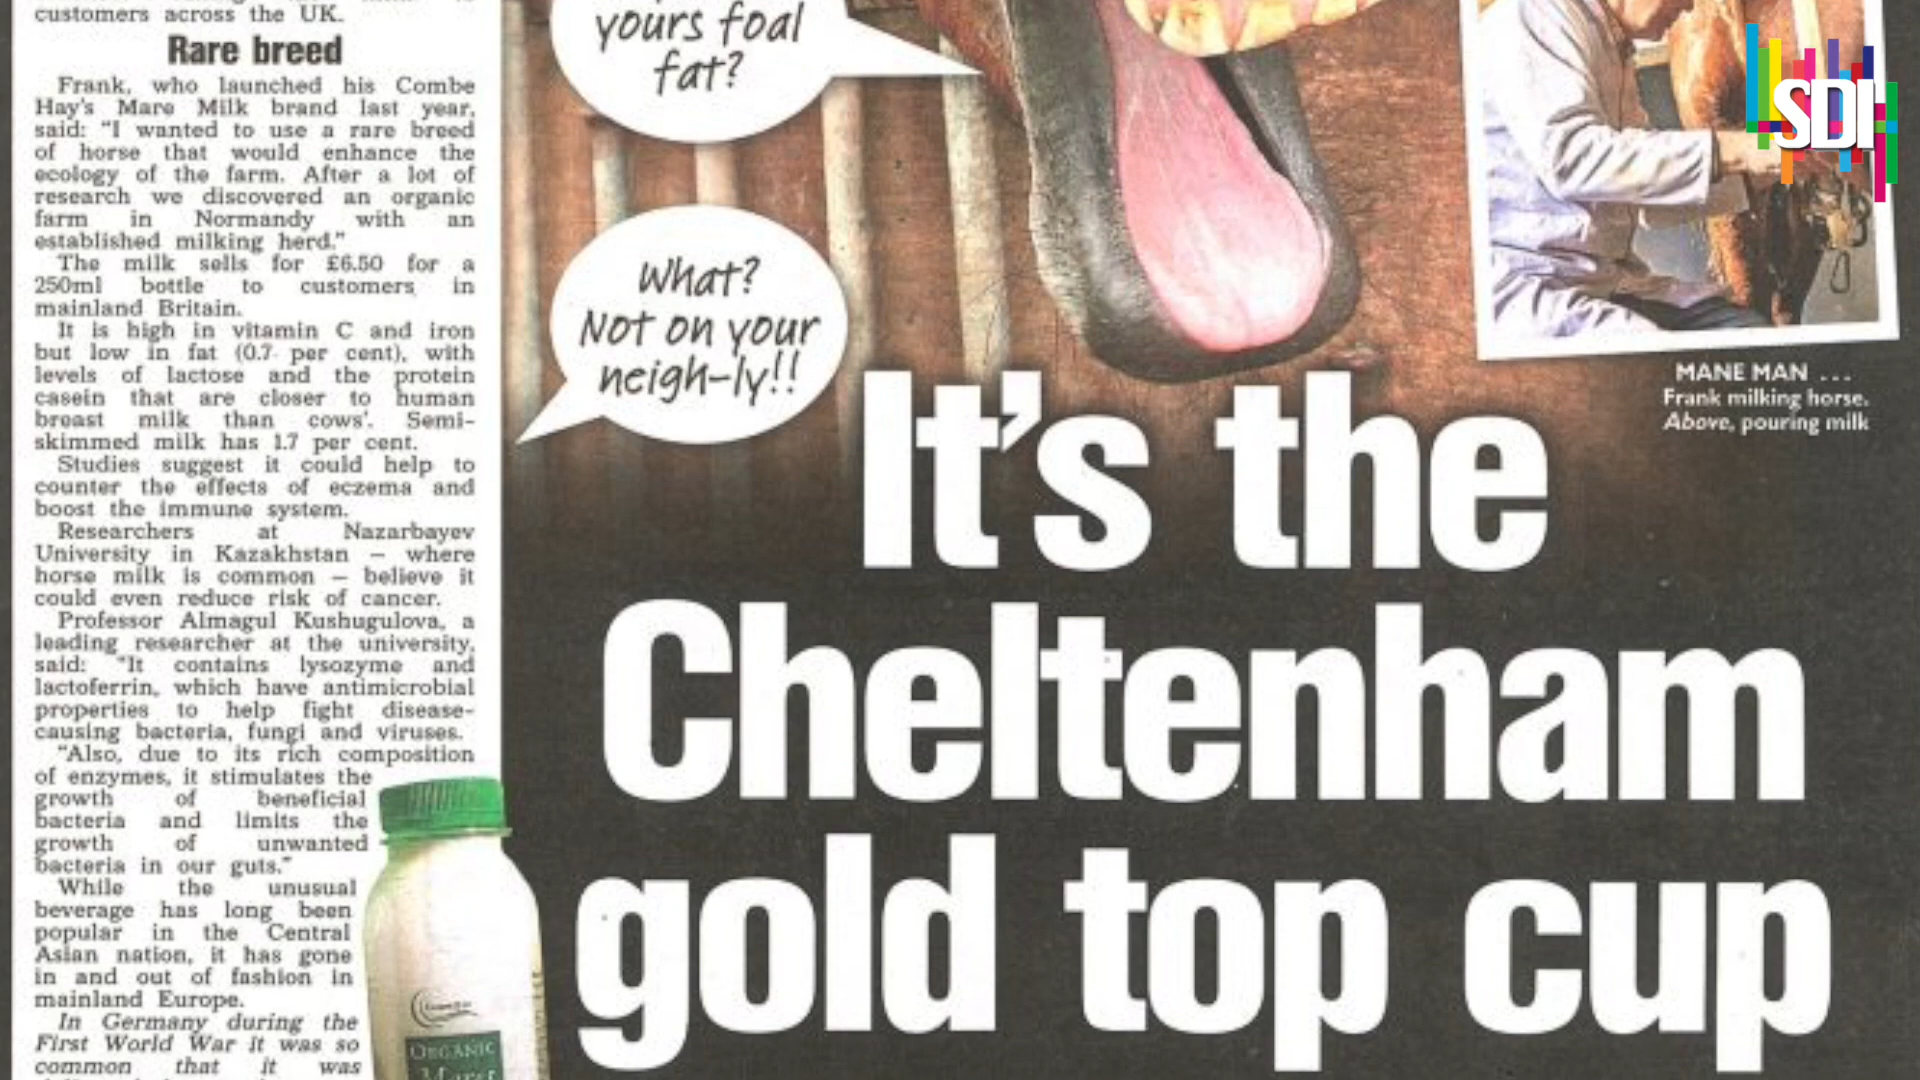 customers across the UK.
Rare breed
Frank, who launched his Combe
Hay's Mare Milk brand last year,
said: "I wanted to use a rare breed
of horse that would enhance the
ecology of the farm. After a lot of
research we discovered an organic
farm in Normandy with an
established milking herd."
The milk sells for £6.50 for a
250ml bottle to customers in
mainland Britain.
It is high in vitamin C and iron
but low in fat (0.7 per cent), with
levels of lactose and the protein
casein that are closer to human
breast milk than cows'. Semi-
skimmed milk has 1.7 per cent.
Studies suggest it could help to
counter the effects of eczema and
boost the immune system.
Researchers at Nazarbayev
University in Kazakhstan – where
horse milk is common – believe it
could even reduce risk of cancer.
Professor Almagul Kushugulova, a
leading researcher at the university,
said: "It contains lysozyme and
lactoferrin, which have antimicrobial
properties to help fight disease-
causing bacteria, fungi and viruses.
"Also, due to its rich composition
of enzymes, it stimulates the
growth of beneficial
bacteria and limits the
growth of unwanted
bacteria in our guts."
While the unusual
beverage has long been
popular in the Central
Asian nation, it has gone
in and out of fashion in
mainland Europe.
In Germany during the
First World War it was so
common that it was
yours foal
fat?
What?
Not on your
neigh-ly!!
SDI
MANE MAN ...
Frank milking horse.
Above, pouring milk
It's the
Cheltenham
gold top cup
ORGANIC